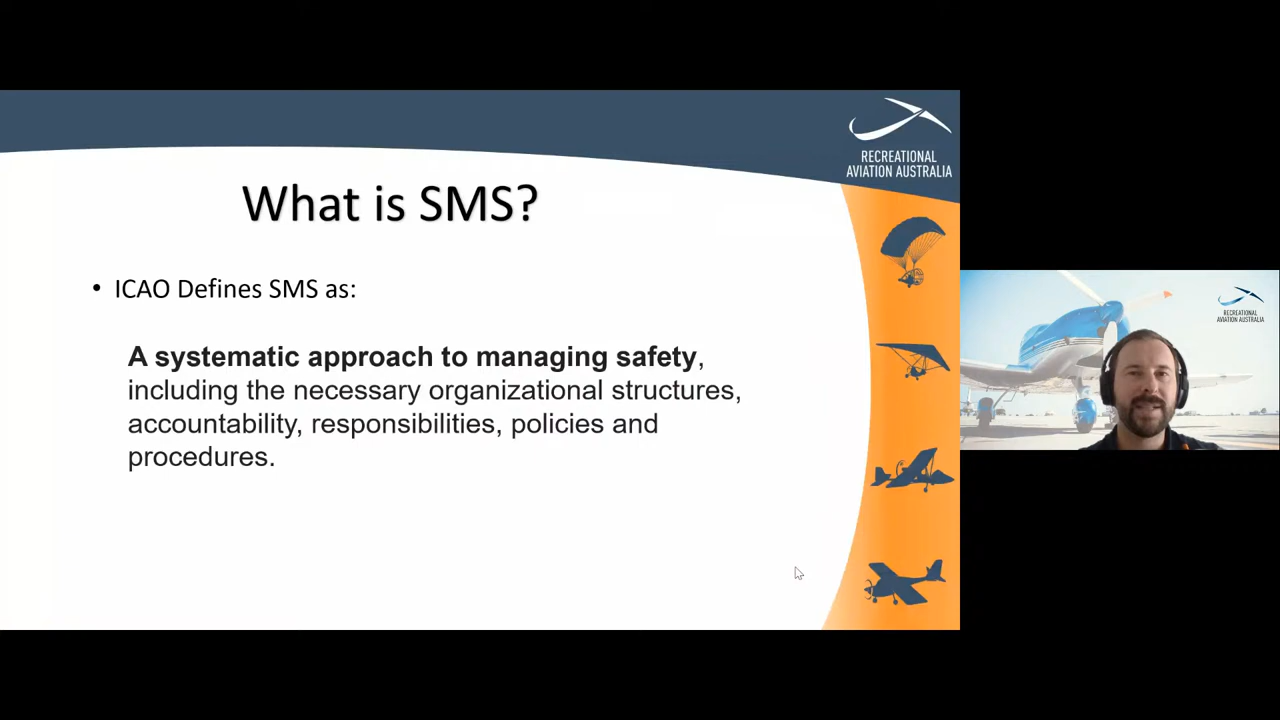 RECREATIONAL
AVIATION AUSTRALIA
What is SMS?
• ICAO Defines SMS as:
A systematic approach to managing safety,
including the necessary organizational structures,
accountability, responsibilities, policies and
procedures.
RECREATIONAL
AVIATION AUSTRALIA